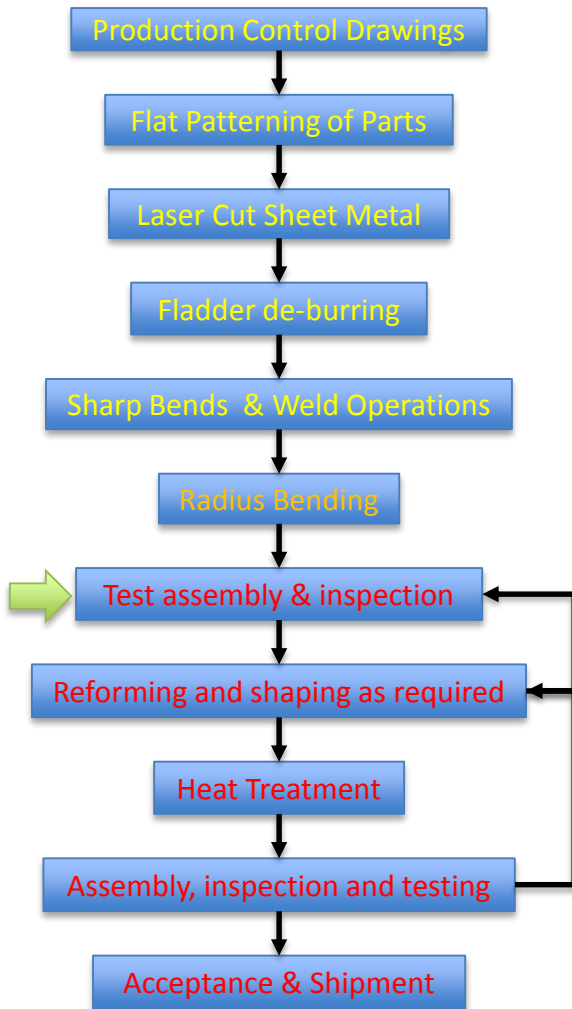 Production Control Drawings
Flat Patterning of Parts
Laser Cut Sheet Metal
Fladder de-burring
Sharp Bends & Weld Operations
Radius Bending
Test assembly & inspection
Reforming and shaping as required
Heat Treatment
Assembly, inspection and testing
Acceptance & Shipment